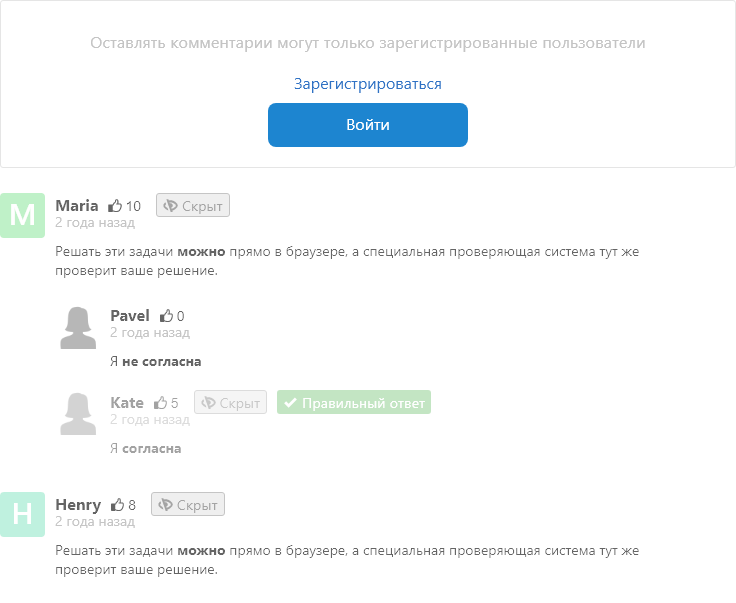 Оставлять комментарии могут только зарегистрированные пользователи
Зарегистрироваться
Войти
M
Maria 10 Скрыт
2 года назад
Решать эти задачи можно прямо в браузере, а специальная проверяющая система тут же
проверит ваше решение.
Pavel 0
2 года назад
Я не согласна
Kate 5 Скрыт Правильный ответ
2 года назад
Я согласна
H
Henry 8 Скрыт
2 года назад
Решать эти задачи можно прямо в браузере, а специальная проверяющая система тут же
проверит ваше решение.